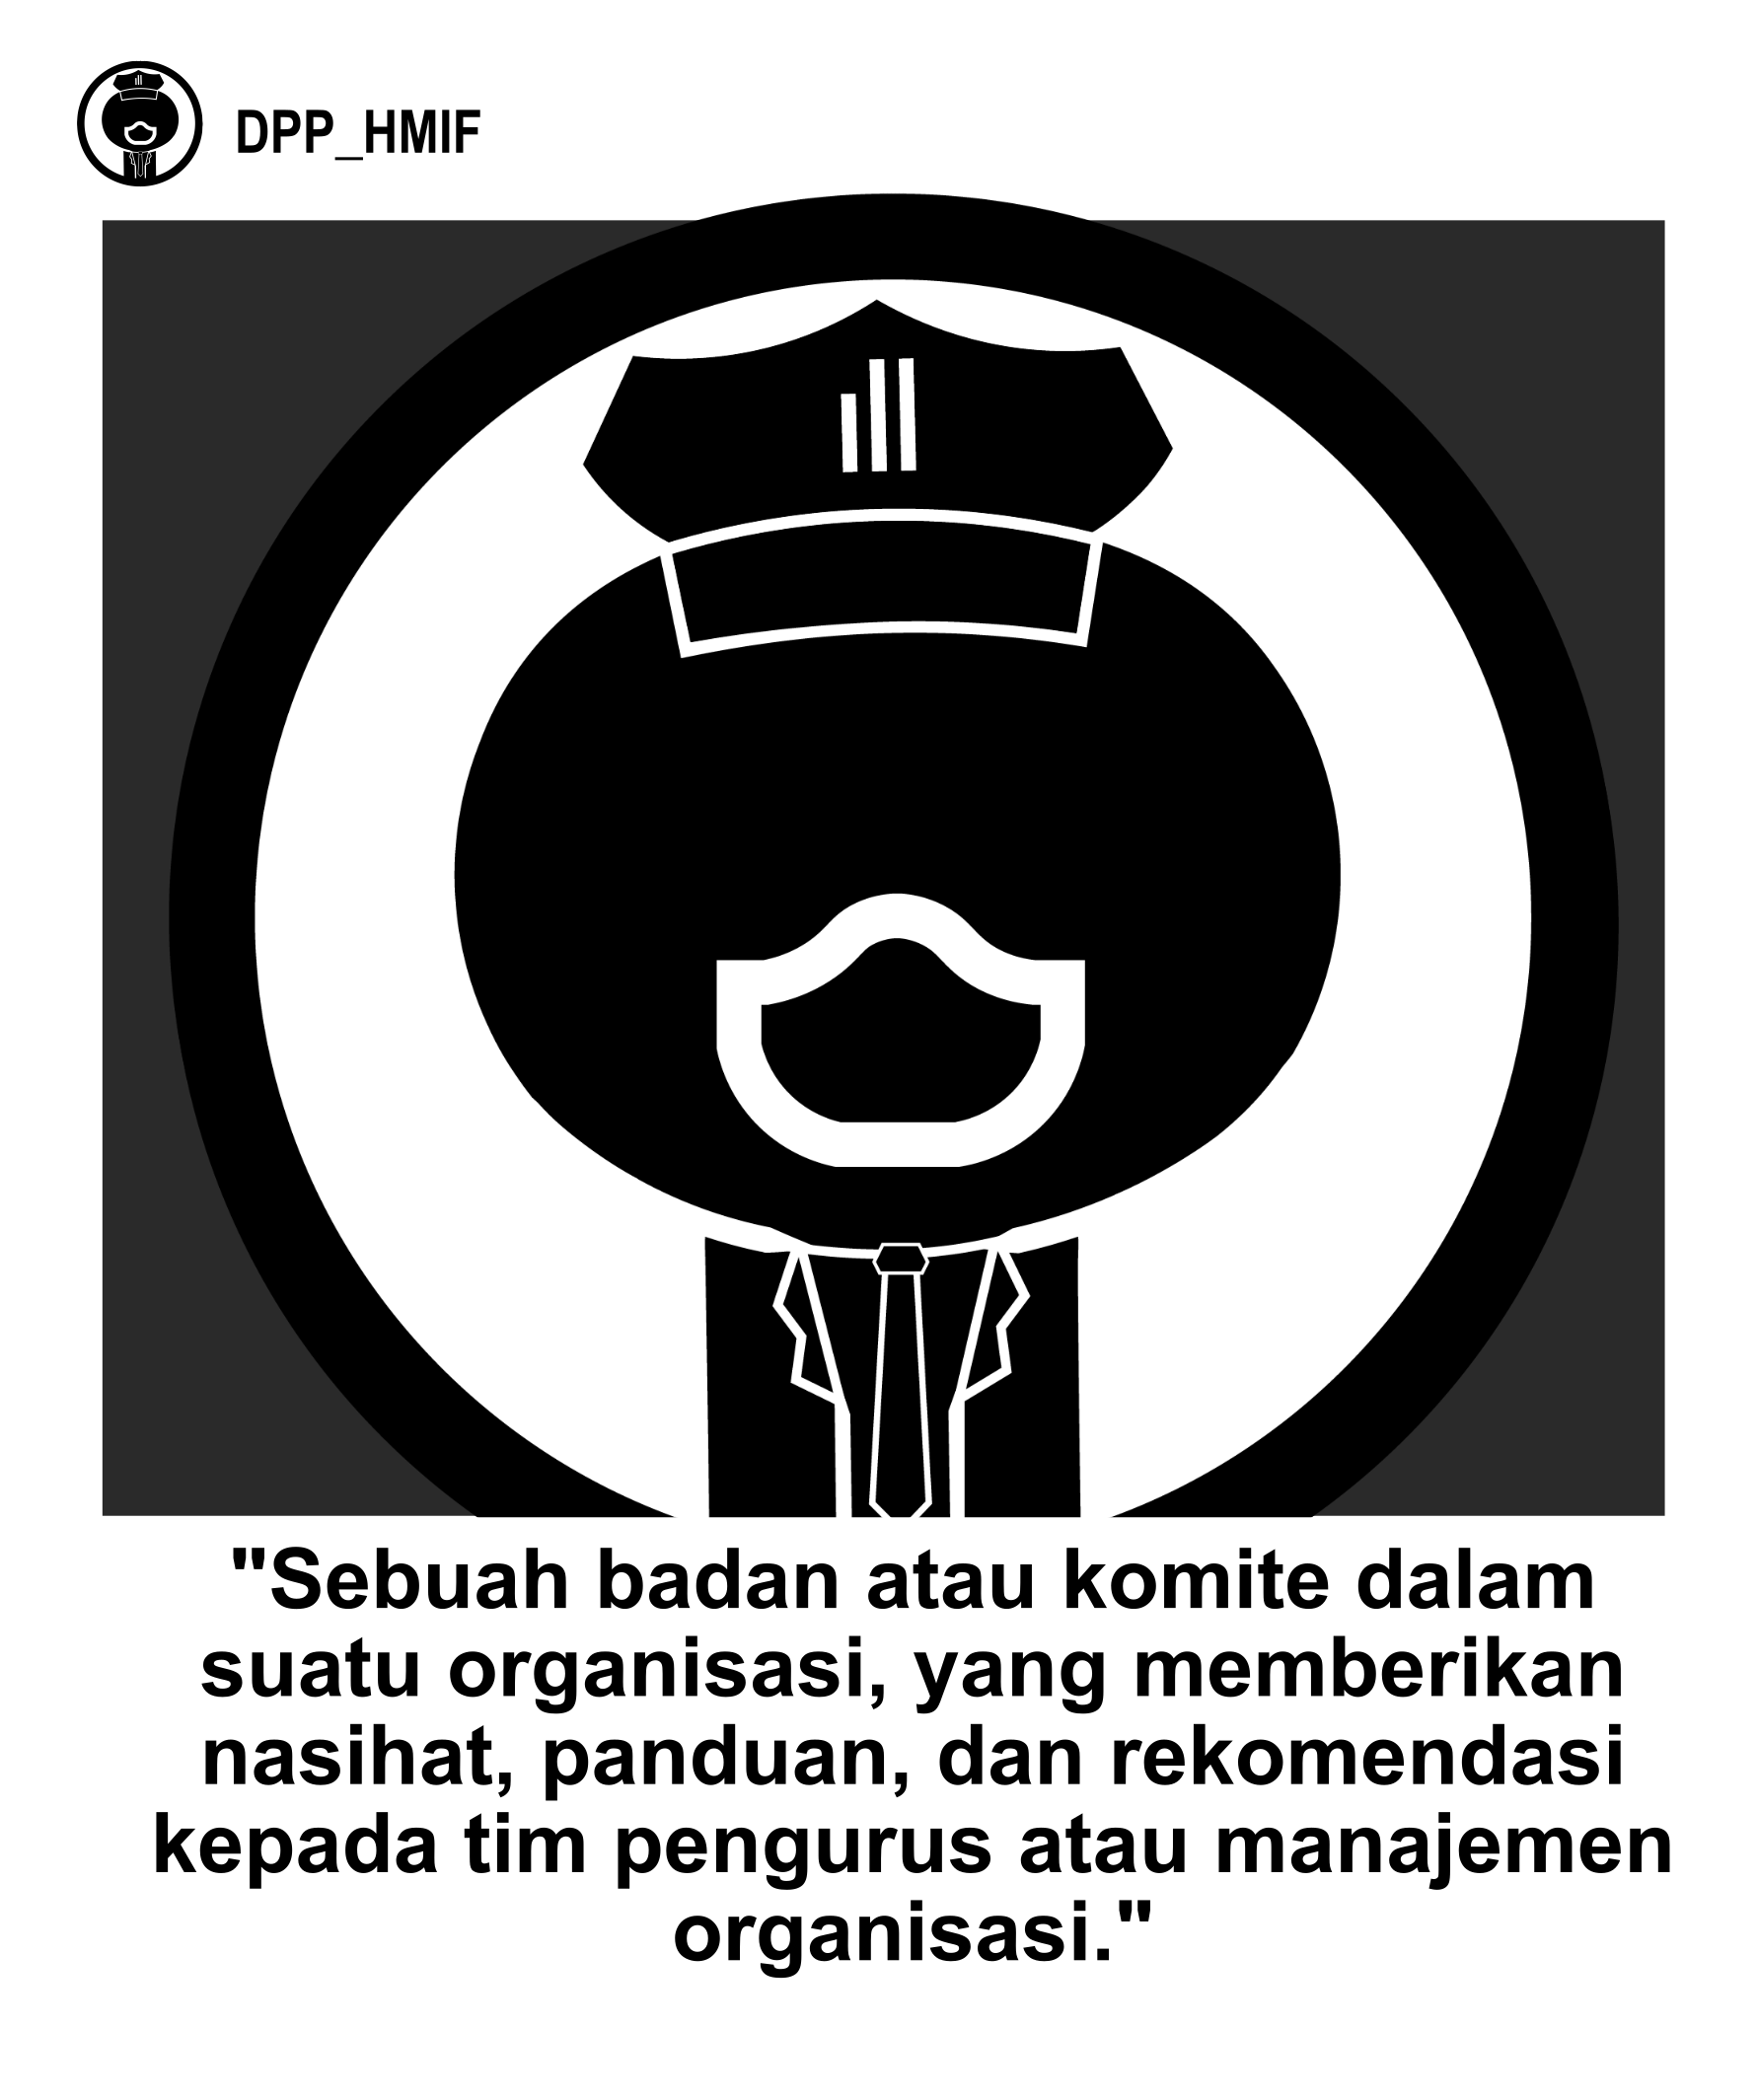 DPP_HMIF
"Sebuah badan atau komite dalam
suatu organisasi, yang memberikan
nasihat, panduan, dan rekomendasi
kepada tim pengurus atau manajemen
organisasi."